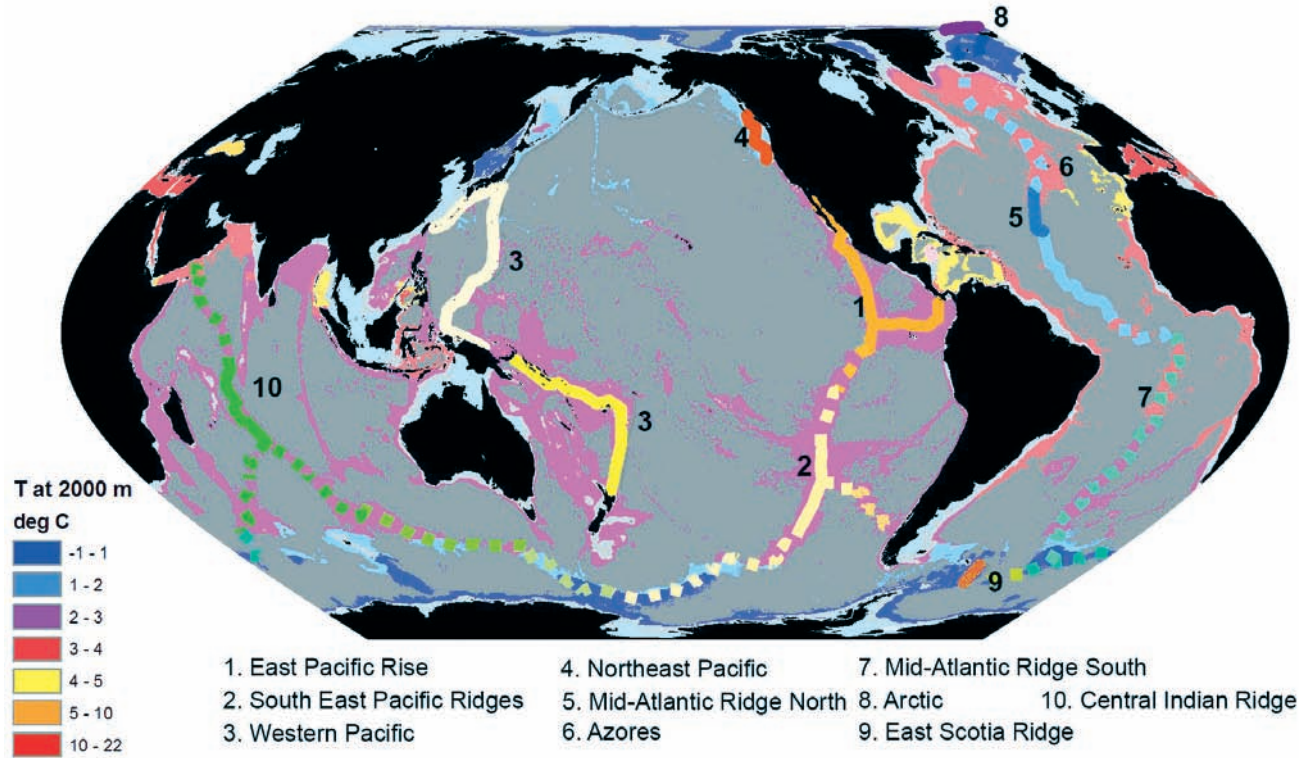 8
4
6
5
3
1
10
7
3
2
9
T at 2000 m
deg C
-1 - 1
1 - 2
2 - 3
3 - 4
4 - 5
5 - 10
10 - 22
1. East Pacific Rise
2. South East Pacific Ridges
3. Western Pacific
4. Northeast Pacific
5. Mid-Atlantic Ridge North
6. Azores
7. Mid-Atlantic Ridge South
8. Arctic
9. East Scotia Ridge
10. Central Indian Ridge